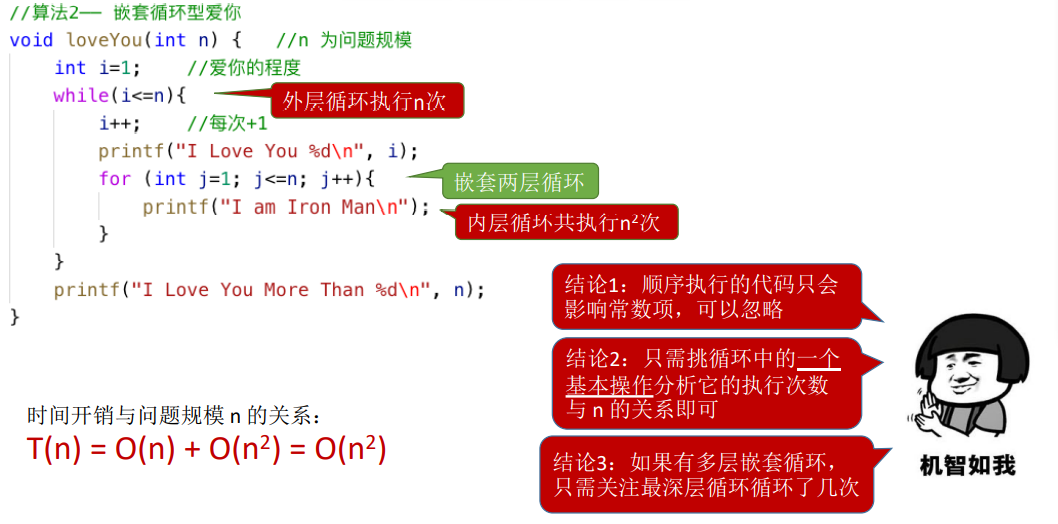 //算法2—— 嵌套循环型爱你
void loveYou(int n) {   //n 为问题规模
    int i=1;    //爱你的程度
    while(i<=n){
外层循环执行n次
        i++;    //每次+1
        printf("I Love You %d\n", i);
        for (int j=1; j<=n; j++){
嵌套两层循环
            printf("I am Iron Man\n");
内层循环共执行n²次
        }
    }
    printf("I Love You More Than %d\n", n);
}
结论1：顺序执行的代码只会
影响常数项，可以忽略
结论2：只需挑循环中的一个
基本操作分析它的执行次数
与 n 的关系即可
结论3：如果有多层嵌套循环，
只需关注最深层循环循环了几次
机智如我
时间开销与问题规模 n 的关系：
T(n) = O(n) + O(n²) = O(n²)